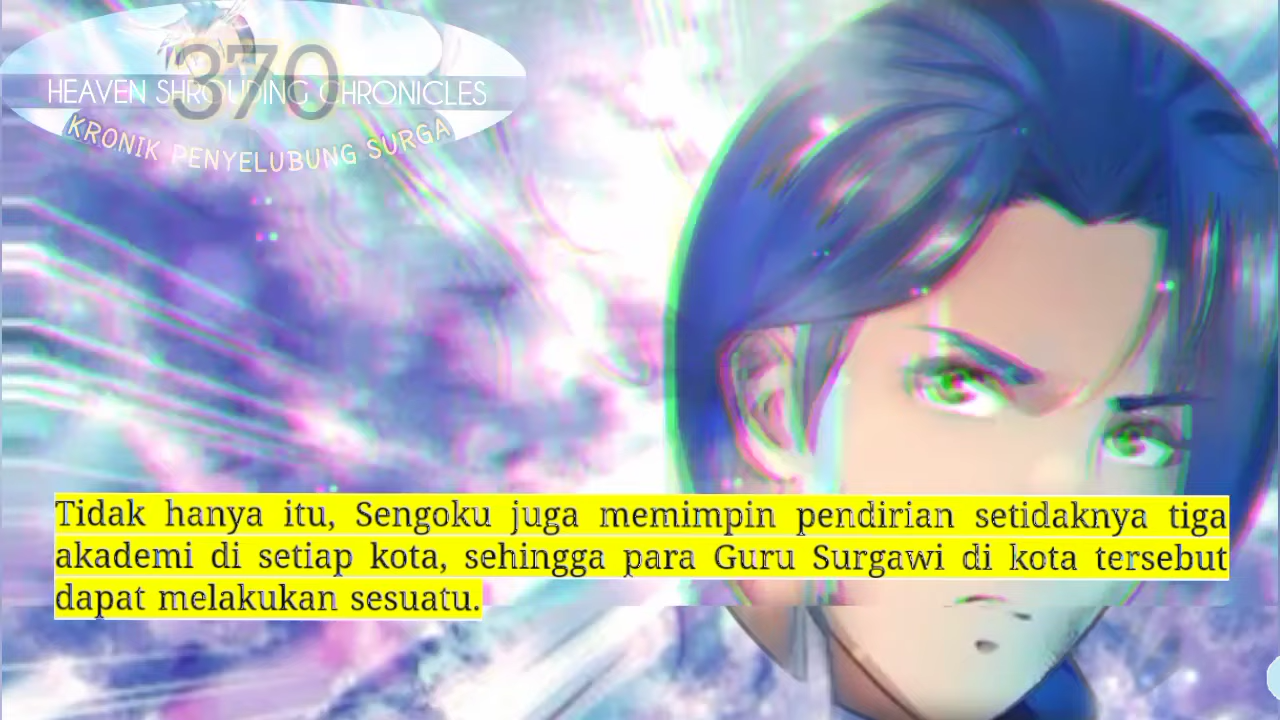 370
HEAVEN SHROUDING CHRONICLES
KRONIK PENYELUBUNG SURGA
Tidak hanya itu, Sengoku juga memimpin pendirian setidaknya tiga
akademi di setiap kota, sehingga para Guru Surgawi di kota tersebut
dapat melakukan sesuatu.